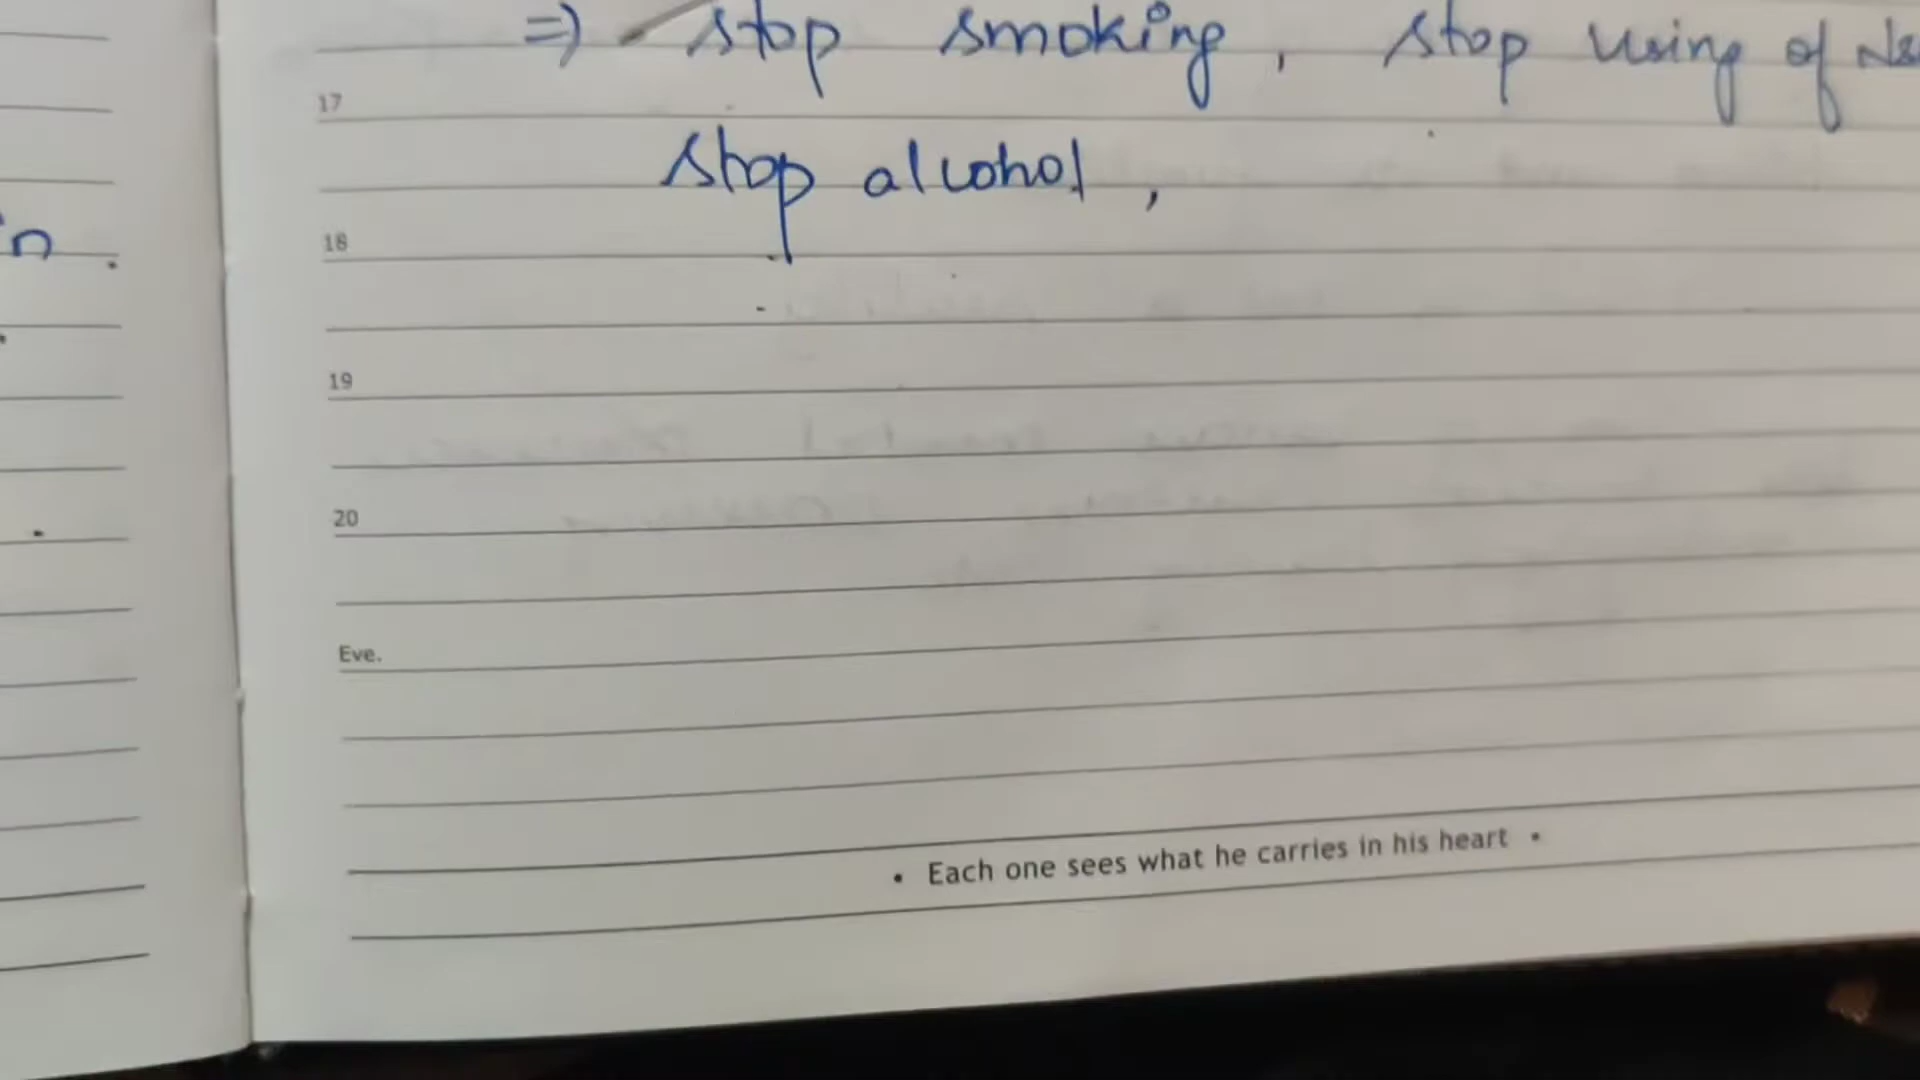 ⇒ stop smoking, stop using of
17
stop alcohol,
in
18
19
20
Eve.
• Each one sees what he carries in his heart •